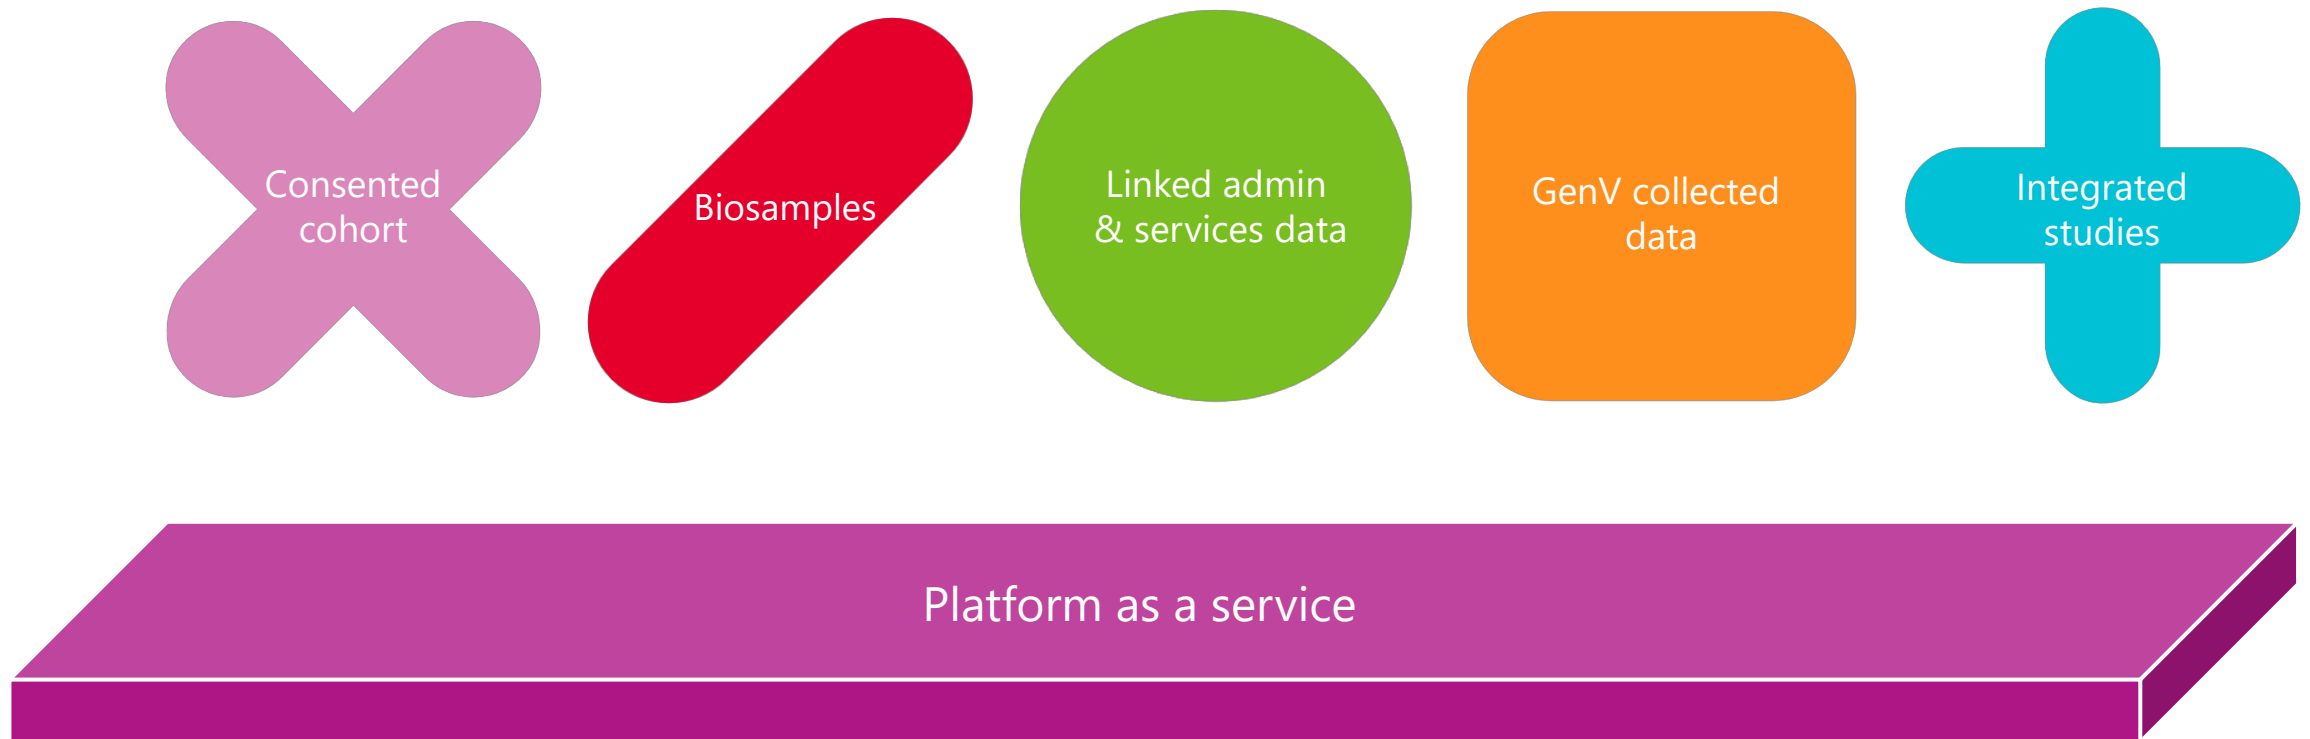 Consented
cohort
Biosamples
Linked admin
& services data
GenV collected
data
Integrated
studies
Platform as a service